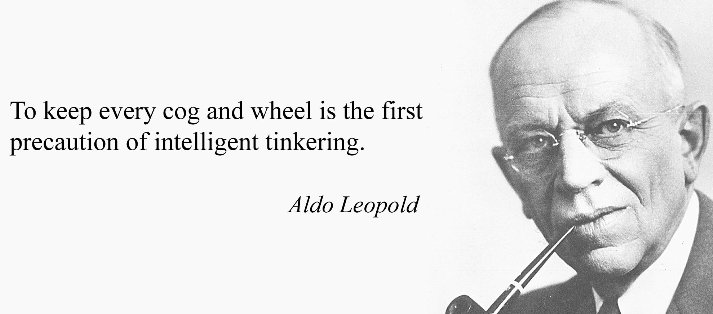 To keep every cog and wheel is the first
precaution of intelligent tinkering.
Aldo Leopold